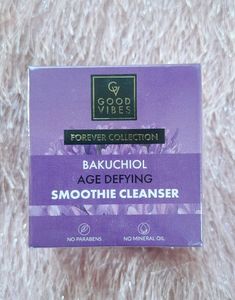 GV
GOOD
VIBES
FOREVER COLLECTION
BAKUCHIOL
AGE DEFYING
SMOOTHIE CLEANSER
NO PARABENS
NO MINERAL OIL